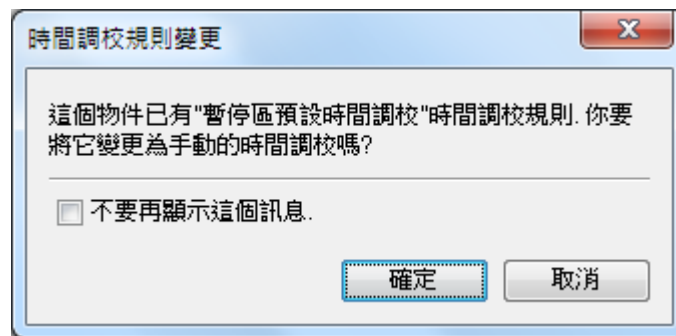 時間調校規則變更
這個物件已有"暫停區預設時間調校"時間調校規則. 你要
將它變更為手動的時間調校嗎?
不要再顯示這個訊息.
確定 取消